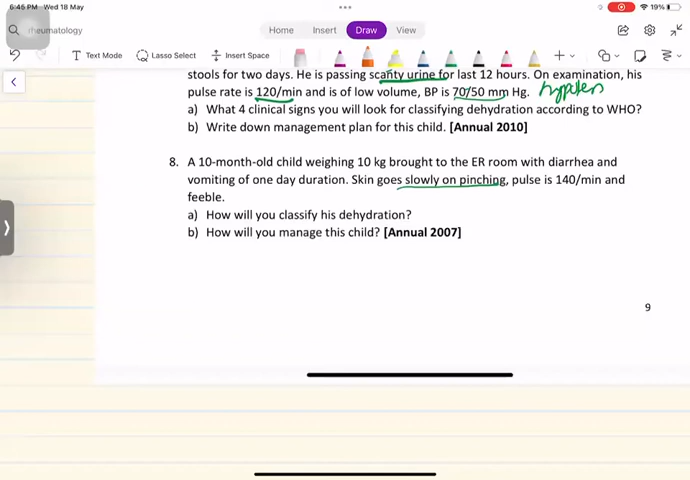 6:45 PM Wed 18 May
19%
rheumatology
Home Insert Draw View
Text Mode Lasso Select Insert Space
stools for two days. He is passing scanty urine for last 12 hours. On examination, his
pulse rate is 120/min and is of low volume, BP is 70/50 mm Hg.
a) What 4 clinical signs you will look for classifying dehydration according to WHO?
b) Write down management plan for this child. [Annual 2010]
8. A 10-month-old child weighing 10 kg brought to the ER room with diarrhea and
vomiting of one day duration. Skin goes slowly on pinching, pulse is 140/min and
feeble.
a) How will you classify his dehydration?
b) How will you manage this child? [Annual 2007]
9